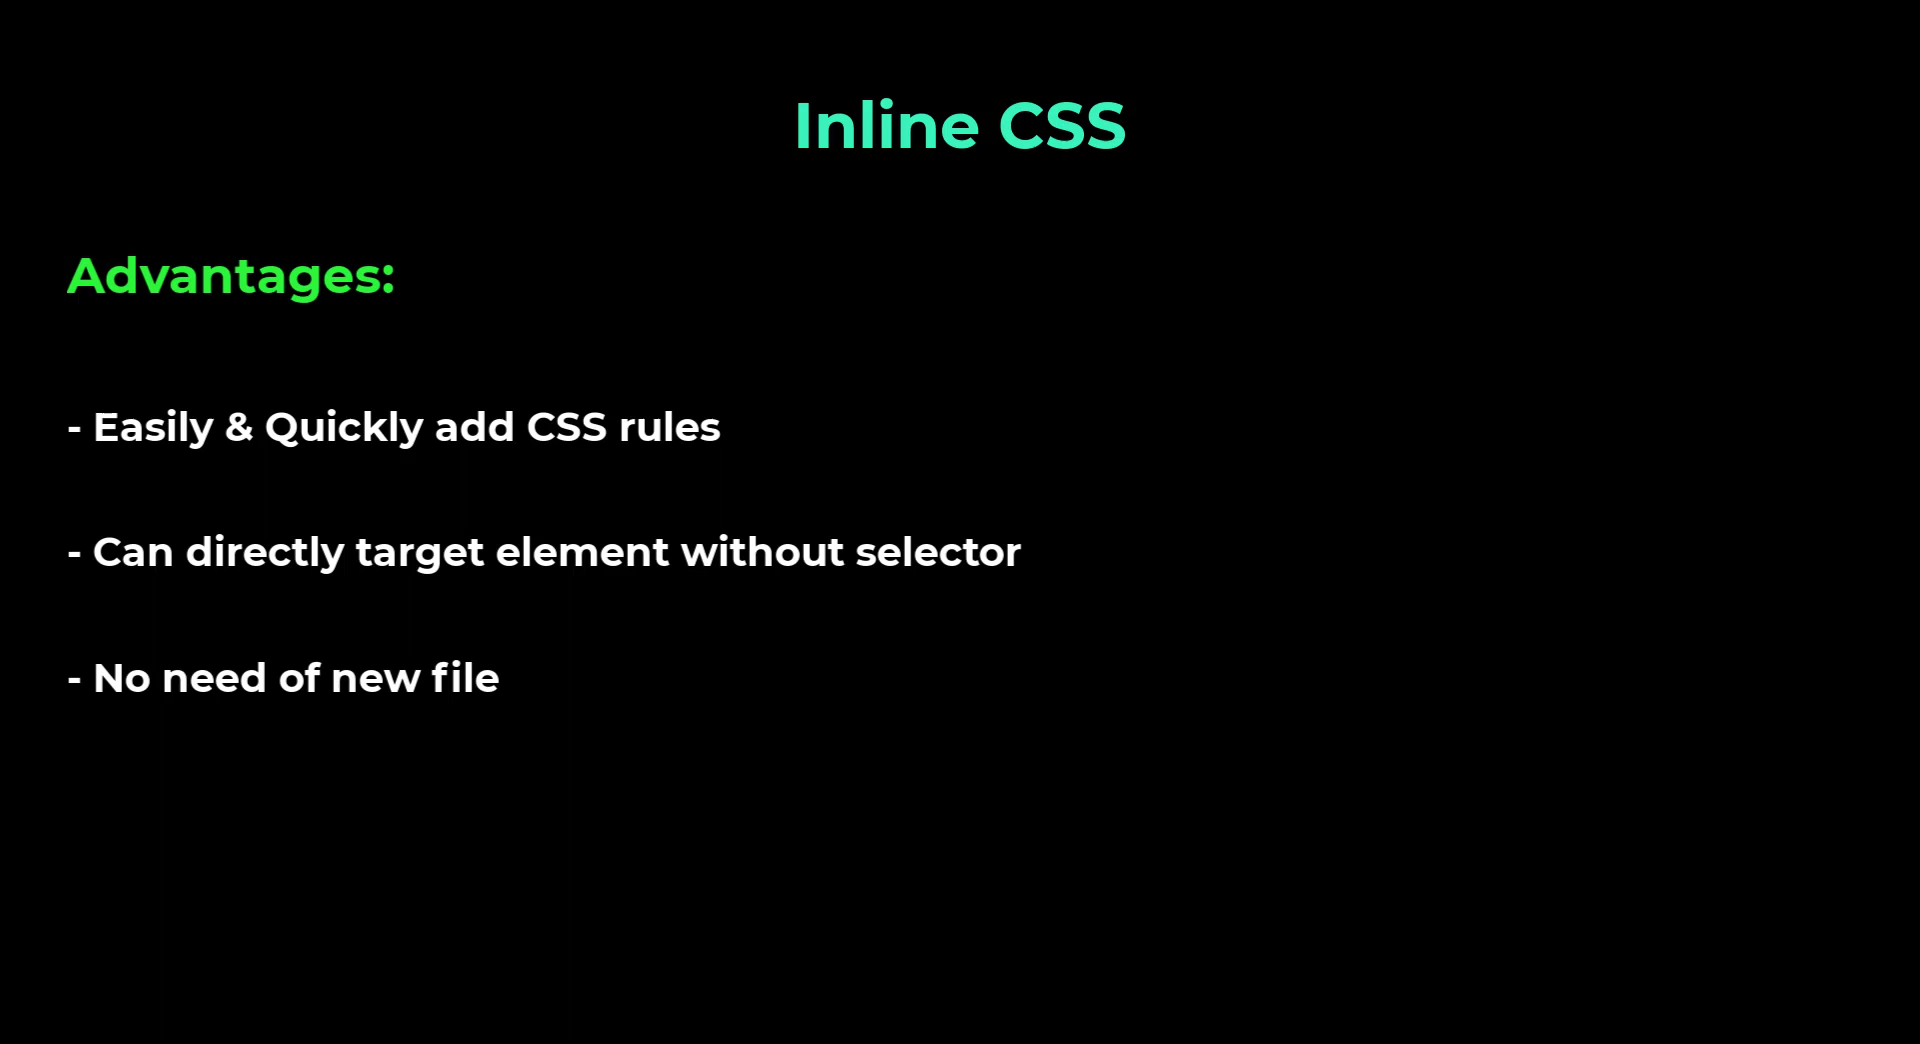 Inline CSS
Advantages:
- Easily & Quickly add CSS rules
- Can directly target element without selector
- No need of new file